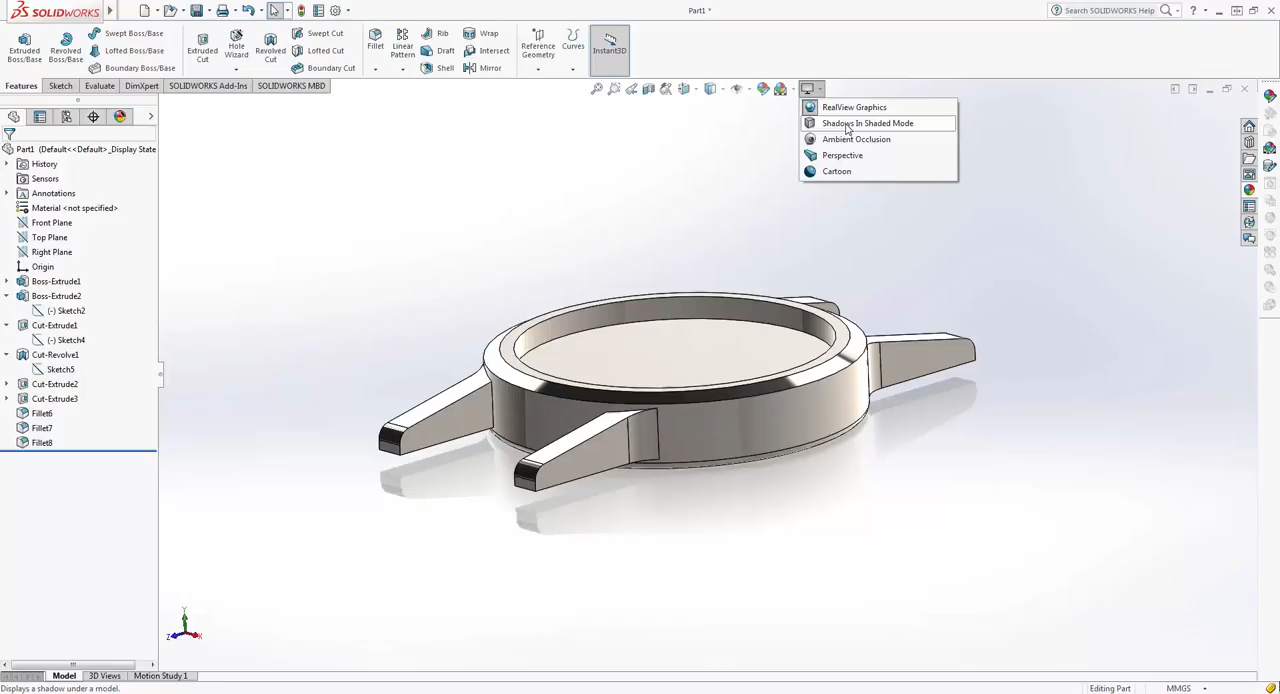 SOLIDWORKS
Part1 *
Search SOLIDWORKS Help
Extruded Boss/Base
Revolved Boss/Base
Swept Boss/Base
Lofted Boss/Base
Boundary Boss/Base
Extruded Cut
Hole Wizard
Revolved Cut
Swept Cut
Lofted Cut
Boundary Cut
Fillet
Linear Pattern
Rib
Draft
Shell
Wrap
Intersect
Mirror
Reference Geometry
Curves
Instant3D
Features
Sketch
Evaluate
DimXpert
SOLIDWORKS Add-Ins
SOLIDWORKS MBD
RealView Graphics
Shadows In Shaded Mode
Ambient Occlusion
Perspective
Cartoon
Part1 (Default<<Default>_Display State
History
Sensors
Annotations
Material <not specified>
Front Plane
Top Plane
Right Plane
Origin
Boss-Extrude1
Boss-Extrude2
(-) Sketch2
Cut-Extrude1
(-) Sketch4
Cut-Revolve1
Sketch5
Cut-Extrude2
Cut-Extrude3
Fillet6
Fillet7
Fillet8
Y
Z
X
Model
3D Views
Motion Study 1
Displays a shadow under a model.
Editing Part
MMGS